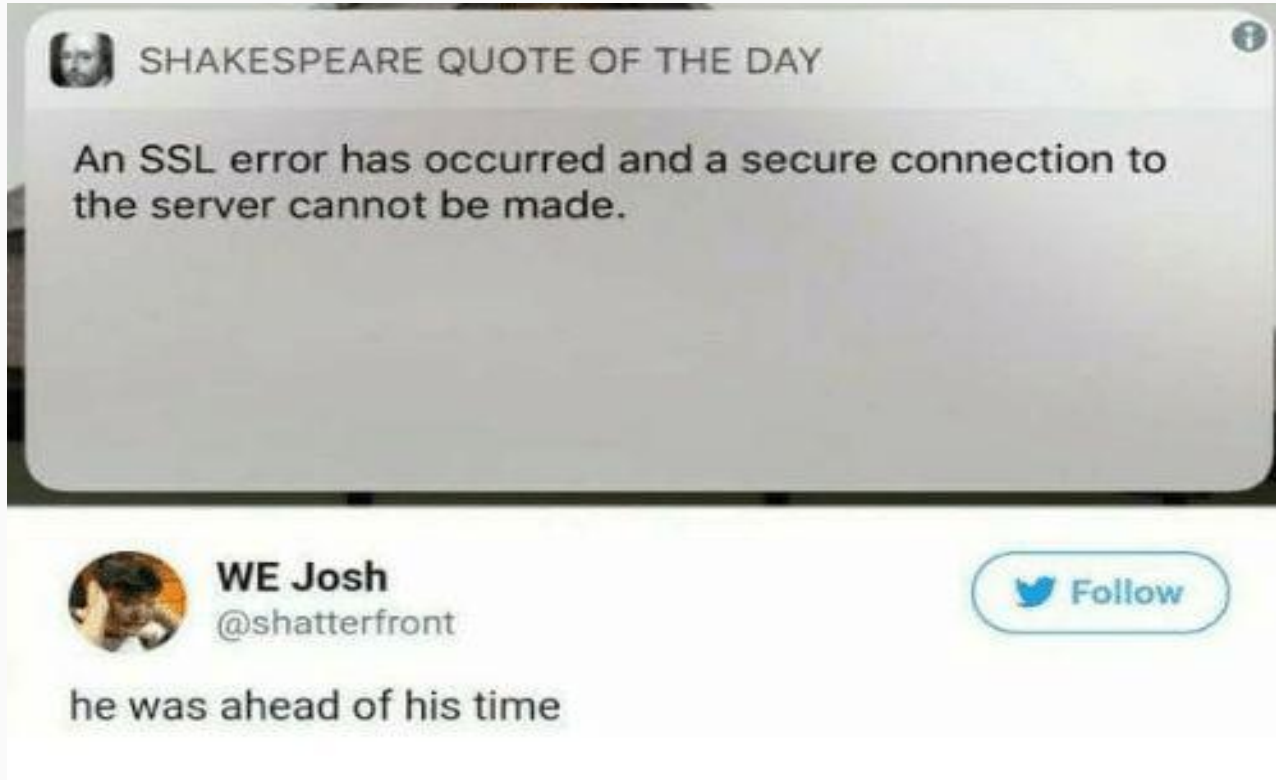 SHAKESPEARE QUOTE OF THE DAY
An SSL error has occurred and a secure connection to
the server cannot be made.
WE Josh
@shatterfront
Follow
he was ahead of his time